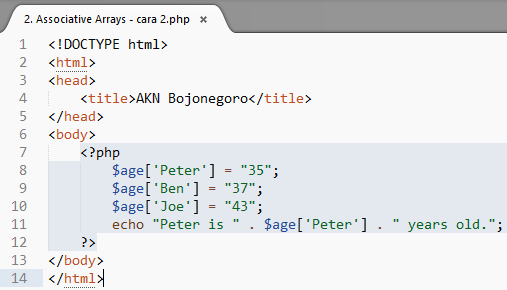 2. Associative Arrays - cara 2.php ×
1 <!DOCTYPE html>
2 <html>
3 <head>
4 <title>AKN Bojonegoro</title>
5 </head>
6 <body>
7 <?php
8 $age['Peter'] = "35";
9 $age['Ben'] = "37";
10 $age['Joe'] = "43";
11 echo "Peter is " . $age['Peter'] . " years old.";
12 ?>
13 </body>
14 </html>